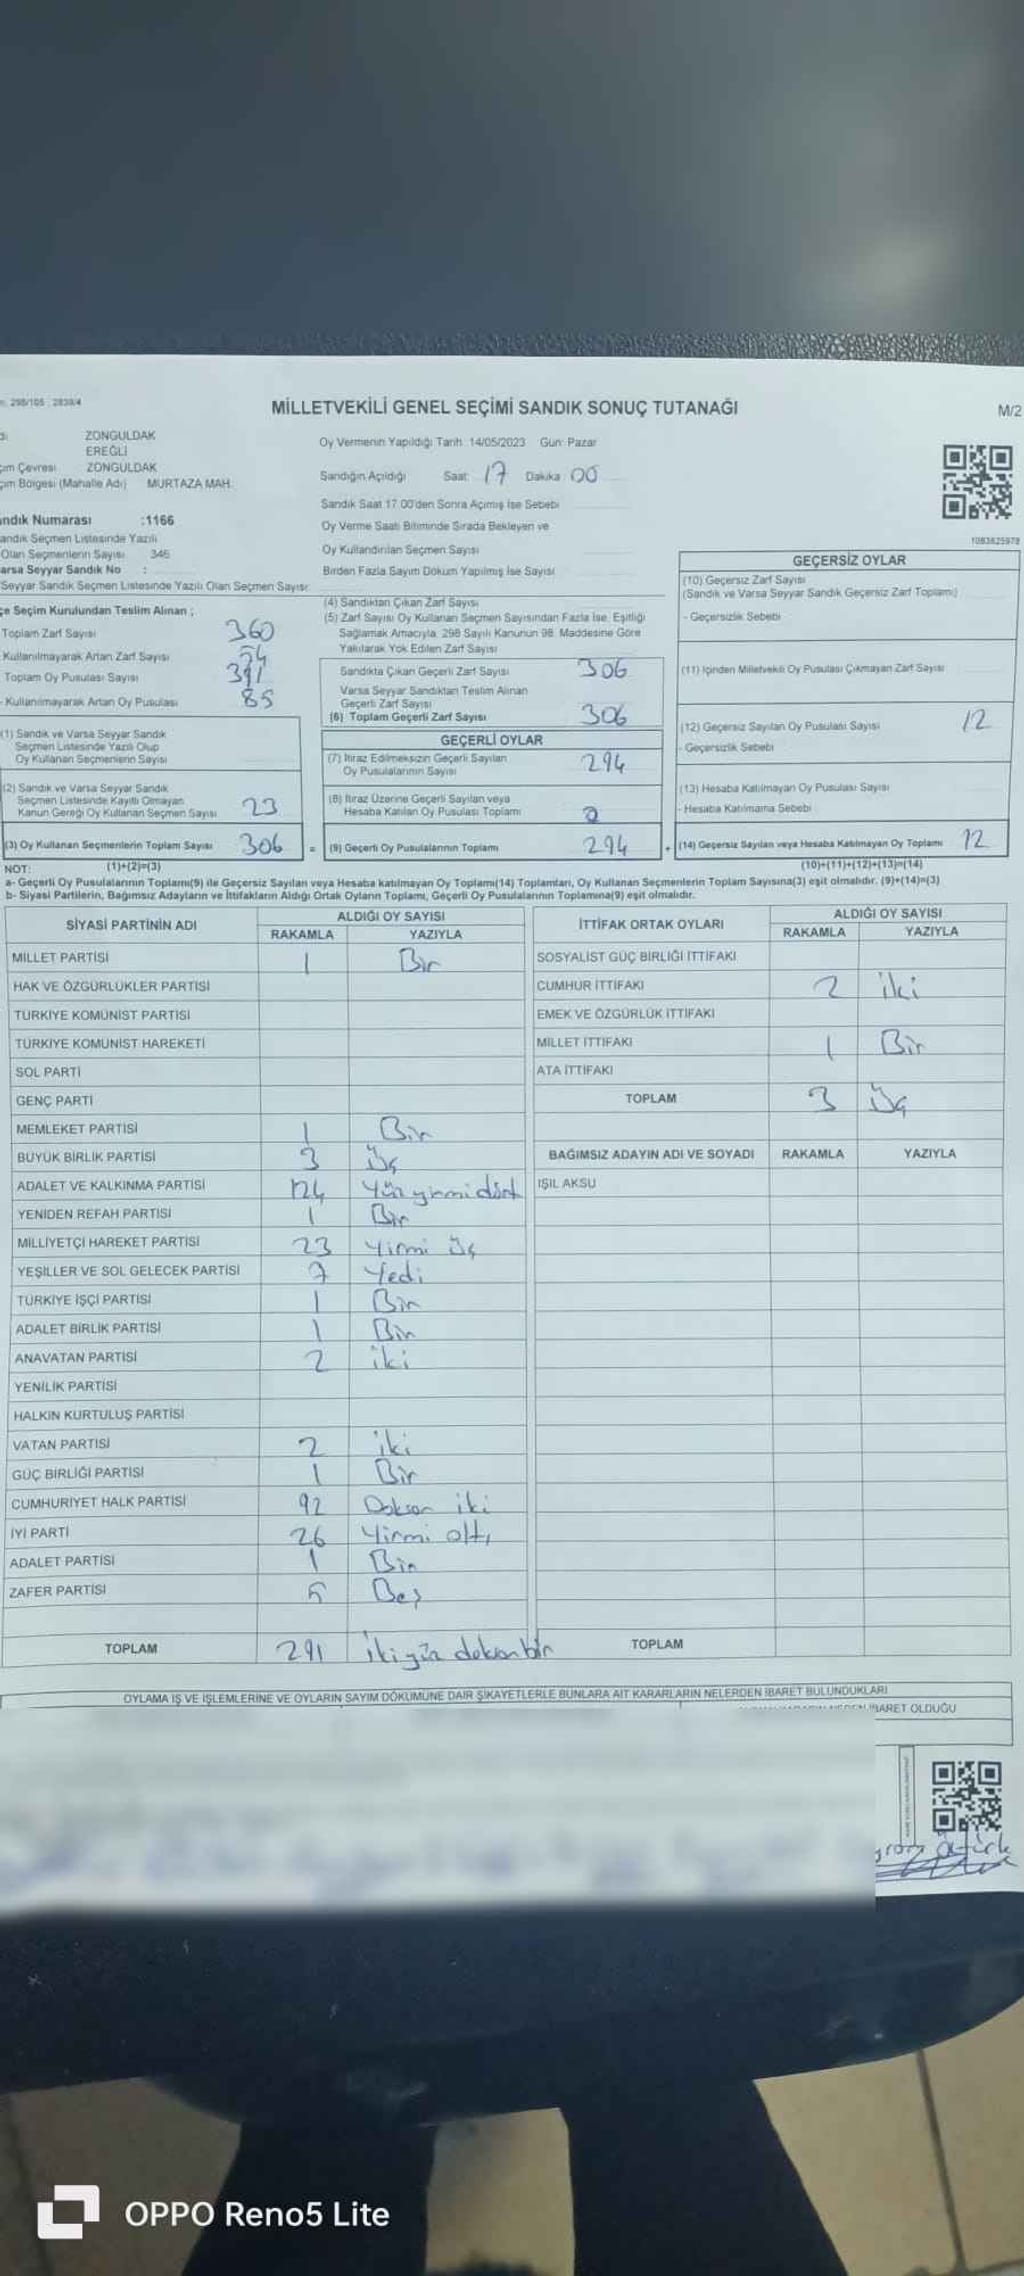 298/105 , 2839/4
MİLLETVEKİLİ GENEL SEÇİMİ SANDIK SONUÇ TUTANAĞI
M/2
ZONGULDAK
EREĞLİ
çim Çevresi ZONGULDAK
çim Bölgesi (Mahalle Adı) MURTAZA MAH.
andık Numarası :1166
andık Seçmen Listesinde Yazılı
Olan Seçmenlerin Sayısı 346
arsa Seyyar Sandık No :
Seyyar Sandık Seçmen Listesinde Yazılı Olan Seçmen Sayısı:
çe Seçim Kurulundan Teslim Alınan ;
Toplam Zarf Sayısı 360
Kullanılmayarak Artan Zarf Sayısı 54
Toplam Oy Pusulası Sayısı 391
- Kullanılmayarak Artan Oy Pusulası 85
(1) Sandık ve Varsa Seyyar Sandık
Seçmen Listesinde Yazılı Olup
Oy Kullanan Seçmenlerin Sayısı
(2) Sandık ve Varsa Seyyar Sandık
Seçmen Listesinde Kayıtlı Olmayan
Kanun Gereği Oy Kullanan Seçmen Sayısı 23
(3) Oy Kullanan Seçmenlerin Toplam Sayısı 306 =
NOT: (1)+(2)=(3)
Oy Vermenin Yapıldığı Tarih :14/05/2023 Gün: Pazar
Sandığın Açıldığı Saat: 17 Dakika 00
Sandık Saat 17.00'den Sonra Açılmış İse Sebebi
Oy Verme Saati Bitiminde Sırada Bekleyen ve
Oy Kullandırılan Seçmen Sayısı
Birden Fazla Sayım Döküm Yapılmış İse Sayısı
(4) Sandıktan Çıkan Zarf Sayısı
(5) Zarf Sayısı Oy Kullanan Seçmen Sayısından Fazla İse, Eşitliği
Sağlamak Amacıyla, 298 Sayılı Kanunun 98. Maddesine Göre
Yakılarak Yok Edilen Zarf Sayısı
Sandıkta Çıkan Geçerli Zarf Sayısı 306
Varsa Seyyar Sandıktan Teslim Alınan
Geçerli Zarf Sayısı
(6) Toplam Geçerli Zarf Sayısı 306
GEÇERLİ OYLAR
(7) İtiraz Edilmeksizin Geçerli Sayılan
Oy Pusulalarının Sayısı 294
(8) İtiraz Üzerine Geçerli Sayılan veya
Hesaba Katılan Oy Pusulası Toplamı 0
(9) Geçerli Oy Pusulalarının Toplamı 294 +
1083625978
GEÇERSİZ OYLAR
(10) Geçersiz Zarf Sayısı
(Sandık ve Varsa Seyyar Sandık Geçersiz Zarf Toplamı)
- Geçersizlik Sebebi
(11) İçinden Milletvekili Oy Pusulası Çıkmayan Zarf Sayısı
(12) Geçersiz Sayılan Oy Pusulası Sayısı 12
- Geçersizlik Sebebi
(13) Hesaba Katılmayan Oy Pusulası Sayısı
- Hesaba Katılmama Sebebi
(14) Geçersiz Sayılan veya Hesaba Katılmayan Oy Toplamı 12
(10)+(11)+(12)+(13)=(14)
a- Geçerli Oy Pusulalarının Toplamı(9) ile Geçersiz Sayılan veya Hesaba katılmayan Oy Toplamı(14) Toplamları, Oy Kullanan Seçmenlerin Toplam Sayısına(3) eşit olmalıdır. (9)+(14)=(3)
b- Siyasi Partilerin, Bağımsız Adayların ve İttifakların Aldığı Ortak Oyların Toplamı, Geçerli Oy Pusulalarının Toplamına(9) eşit olmalıdır.
SİYASİ PARTİNİN ADI ALDIĞI OY SAYISI
RAKAMLA YAZIYLA
MİLLET PARTİSİ 1 Bir
HAK VE ÖZGÜRLÜKLER PARTİSİ
TÜRKİYE KOMÜNİST PARTİSİ
TÜRKİYE KOMÜNİST HAREKETİ
SOL PARTİ
GENÇ PARTİ
MEMLEKET PARTİSİ 1 Bir
BÜYÜK BİRLİK PARTİSİ 3 Üç
ADALET VE KALKINMA PARTİSİ 124 Yüz yirmi dört
YENİDEN REFAH PARTİSİ 1 Bir
MİLLİYETÇİ HAREKET PARTİSİ 23 Yirmi üç
YEŞİLLER VE SOL GELECEK PARTİSİ 7 Yedi
TÜRKİYE İŞÇİ PARTİSİ 1 Bir
ADALET BİRLİK PARTİSİ 1 Bir
ANAVATAN PARTİSİ 2 iki
YENİLİK PARTİSİ
HALKIN KURTULUŞ PARTİSİ
VATAN PARTİSİ 2 iki
GÜÇ BİRLİĞİ PARTİSİ 1 Bir
CUMHURİYET HALK PARTİSİ 92 Doksan iki
İYİ PARTİ 26 Yirmi altı
ADALET PARTİSİ 1 Bir
ZAFER PARTİSİ 5 Beş
TOPLAM 291 ikiyüz doksan bir
İTTİFAK ORTAK OYLARI ALDIĞI OY SAYISI
RAKAMLA YAZIYLA
SOSYALİST GÜÇ BİRLİĞİ İTTİFAKI
CUMHUR İTTİFAKI 2 iki
EMEK VE ÖZGÜRLÜK İTTİFAKI
MİLLET İTTİFAKI 1 Bir
ATA İTTİFAKI
TOPLAM 3 Üç
BAĞIMSIZ ADAYIN ADI VE SOYADI RAKAMLA YAZIYLA
IŞIL AKSU
TOPLAM
OYLAMA İŞ VE İŞLEMLERİNE VE OYLARIN SAYIM DÖKÜMÜNE DAİR ŞİKAYETLERLE BUNLARA AİT KARARLARIN NELERDEN İBARET BULUNDUKLARI
İBARET OLDUĞU
OPPO Reno5 Lite